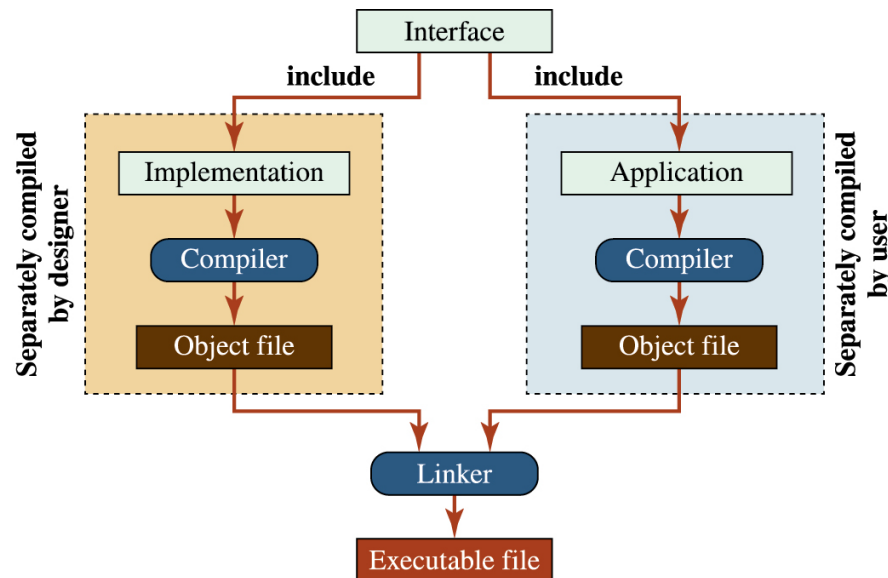 Interface
include
include
Separately compiled
by designer
Implementation
Compiler
Object file
Application
Compiler
Object file
Separately compiled
by user
Linker
Executable file